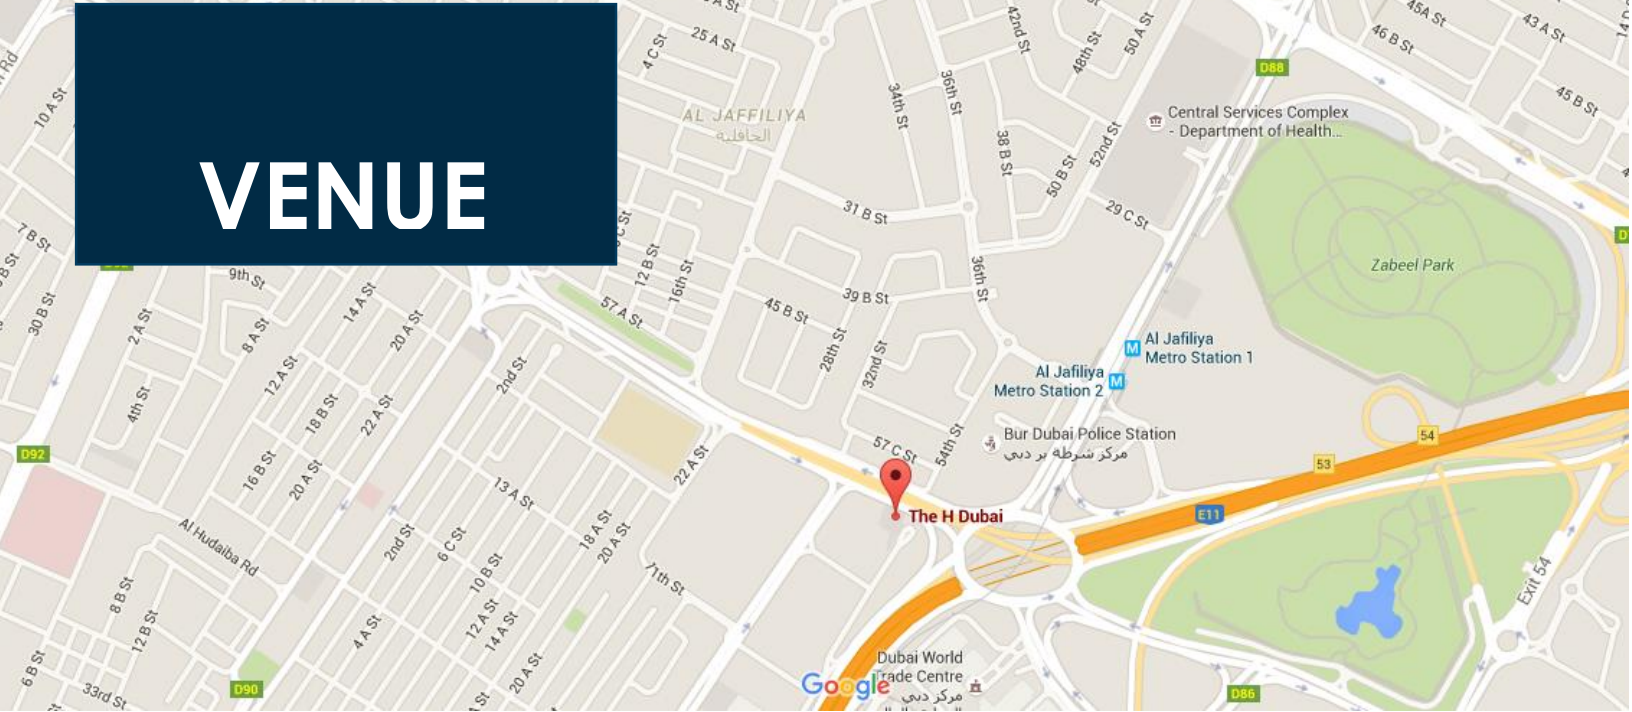 VENUE
A St
25 A St
4 C St
42nd St
48th St
50 A St
45A St
43 A St
46 B St
D88
10 A St
Rd
AL JAFFILIYA
الجافلية
34th St
36th St
38 B St
52nd St
50 B St
Central Services Complex
- Department of Health...
45 B St
7 B St
31 B St
29 C St
Zabeel Park
9th St
12 B St
16th St
36th St
39 B St
57 A St
45 B St
30 B St
2 A St
8 A St
14 A St
20 A St
28th St
32nd St
Al Jafiliya
Metro Station 1
Al Jafiliya
Metro Station 2
2nd St
12 A St
4th St
18 B St
22 A St
Bur Dubai Police Station
مركز شرطة بر دبي
57 C St
54th St
54
53
D92
16 B St
20 A St
22 A St
13 A St
The H Dubai
E11
Al Hudaiba Rd
2nd St
6 C St
18 A St
20 A St
10 B St
71th St
Exit 54
8 B St
12 B St
4 A St
12 A St
14 A St
20 A St
6 B St
33rd St
D90
Dubai World
Trade Centre
مركز دبي
Google
D86